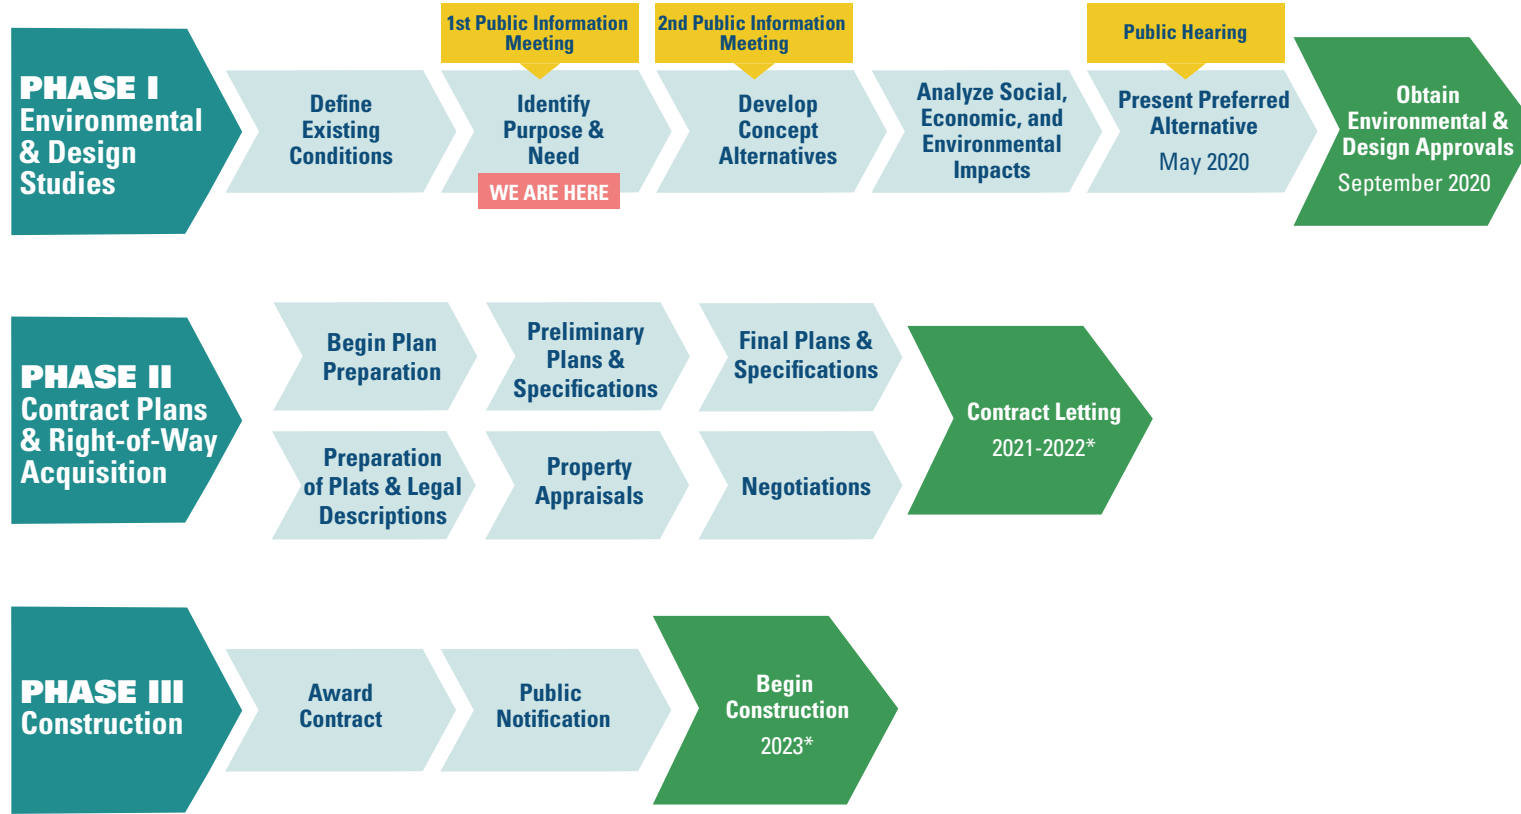 1st Public Information
Meeting
2nd Public Information
Meeting
Public Hearing
PHASE I
Environmental
& Design
Studies
Define
Existing
Conditions
Identify
Purpose &
Need
WE ARE HERE
Develop
Concept
Alternatives
Analyze Social,
Economic, and
Environmental
Impacts
Present Preferred
Alternative
May 2020
Obtain
Environmental &
Design Approvals
September 2020
PHASE II
Contract Plans
& Right-of-Way
Acquisition
Begin Plan
Preparation
Preliminary
Plans &
Specifications
Final Plans &
Specifications
Preparation
of Plats & Legal
Descriptions
Property
Appraisals
Negotiations
Contract Letting
2021-2022*
PHASE III
Construction
Award
Contract
Public
Notification
Begin
Construction
2023*